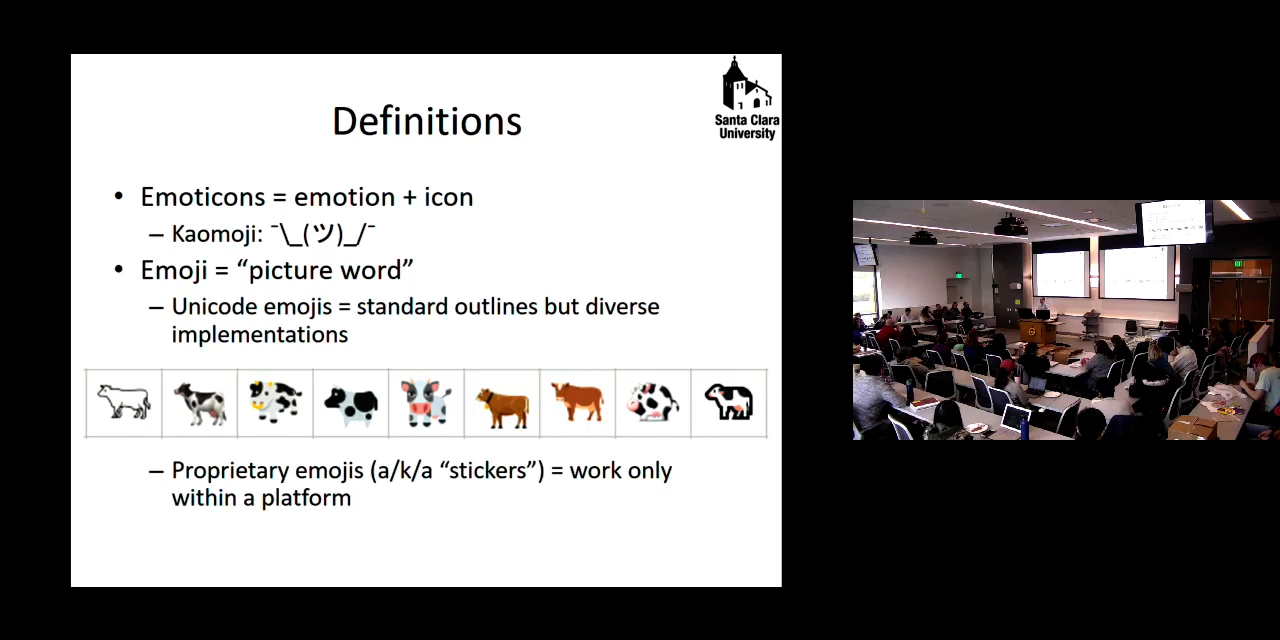 Santa Clara
University
Definitions
• Emoticons = emotion + icon
– Kaomoji: ¯\_(ツ)_/¯
• Emoji = “picture word”
– Unicode emojis = standard outlines but diverse
implementations
– Proprietary emojis (a/k/a “stickers”) = work only
within a platform